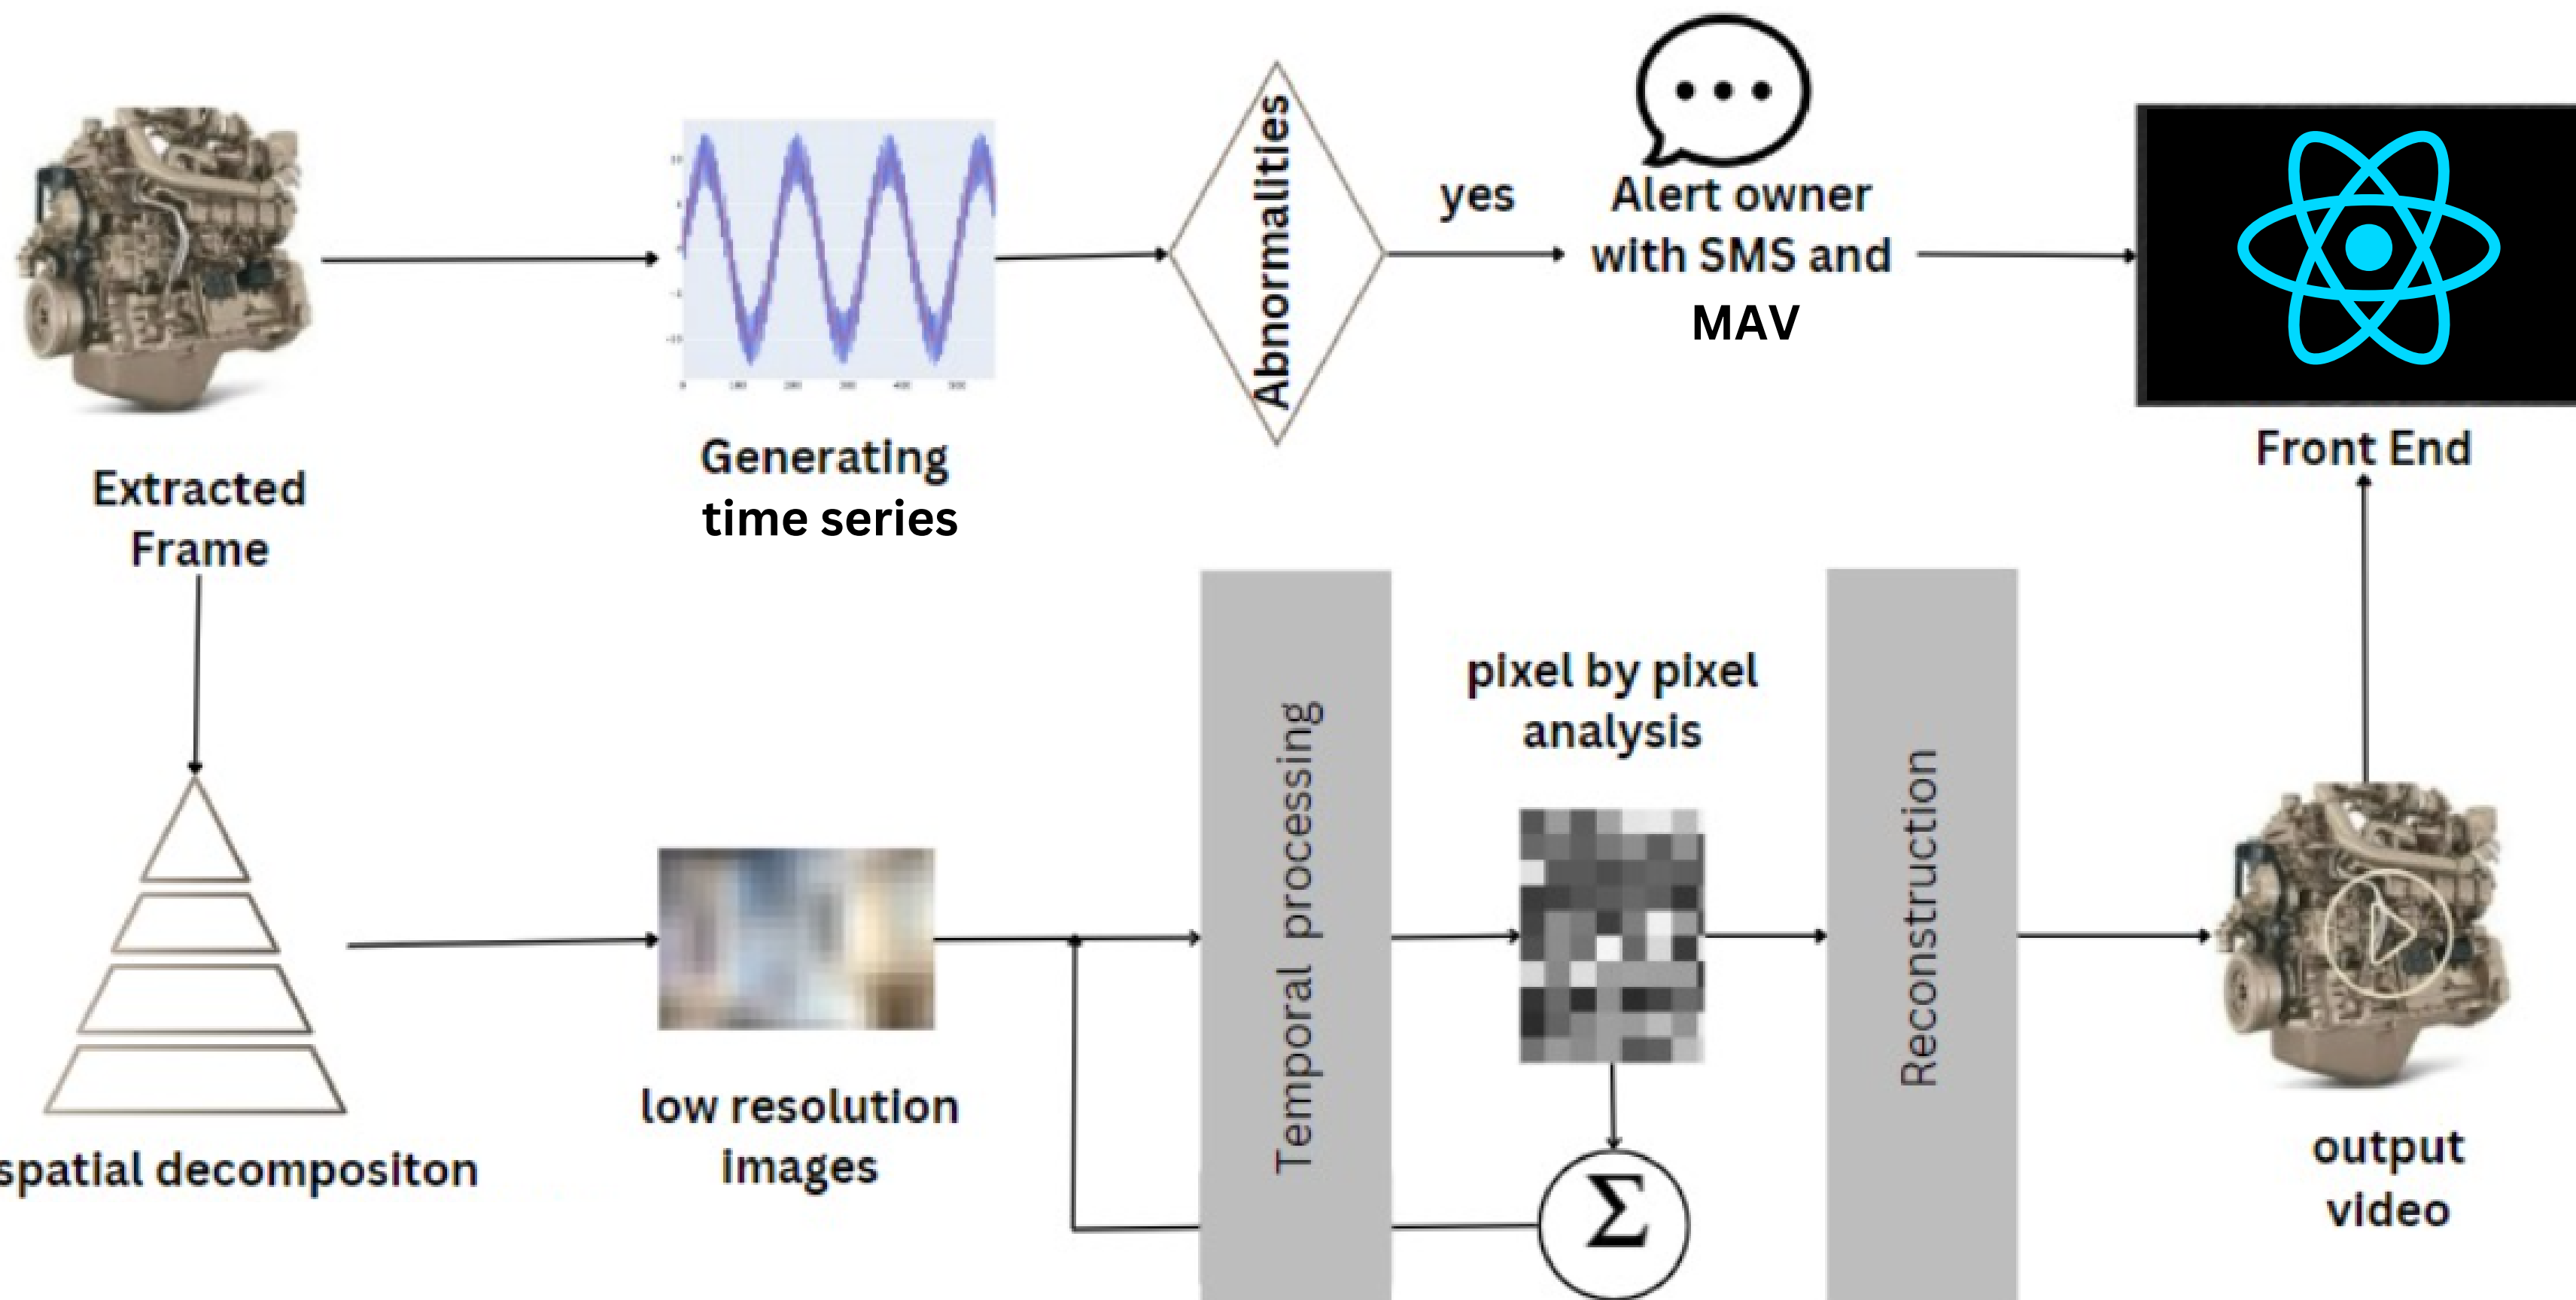 Abnormalities
yes
Alert owner
with SMS and
MAV
Generating
time series
Extracted
Frame
Front End
pixel by pixel
analysis
Temporal processing
Reconstruction
low resolution
images
spatial decompositon
Σ
output
video